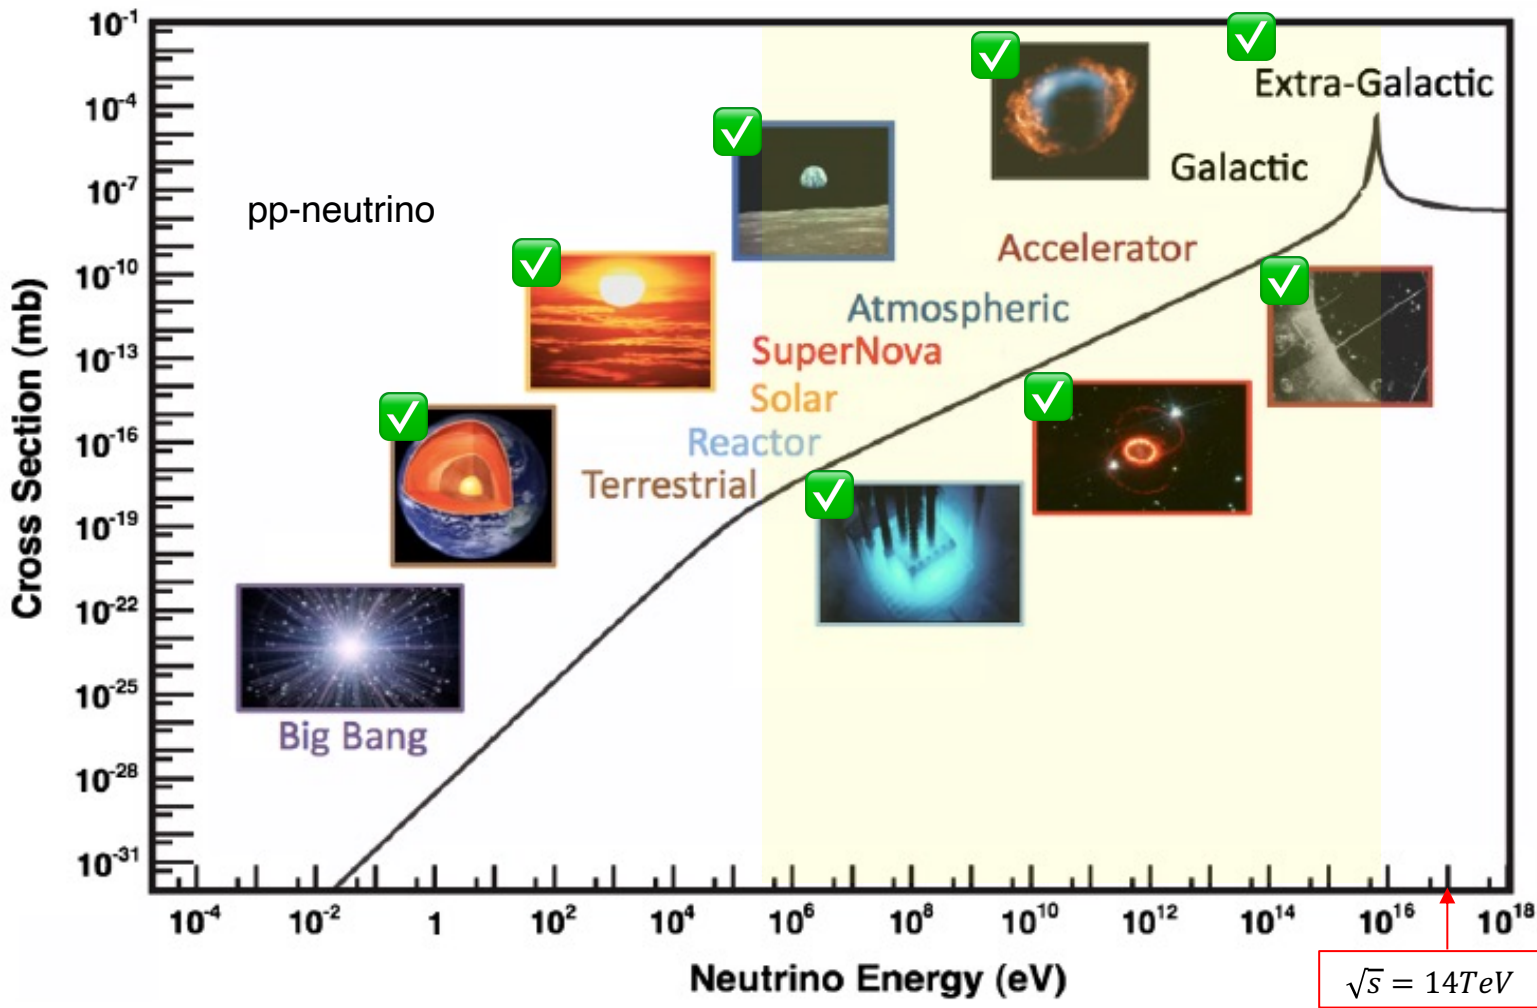 10⁻¹
10⁻⁴
10⁻⁷
10⁻¹⁰
10⁻¹³
10⁻¹⁶
10⁻¹⁹
10⁻²²
10⁻²⁵
10⁻²⁸
10⁻³¹
Cross Section (mb)
Extra-Galactic
Galactic
pp-neutrino
Accelerator
Atmospheric
SuperNova
Solar
Reactor
Terrestrial
Big Bang
10⁻⁴ 10⁻² 1 10² 10⁴ 10⁶ 10⁸ 10¹⁰ 10¹² 10¹⁴ 10¹⁶ 10¹⁸
Neutrino Energy (eV)
√s = 14TeV